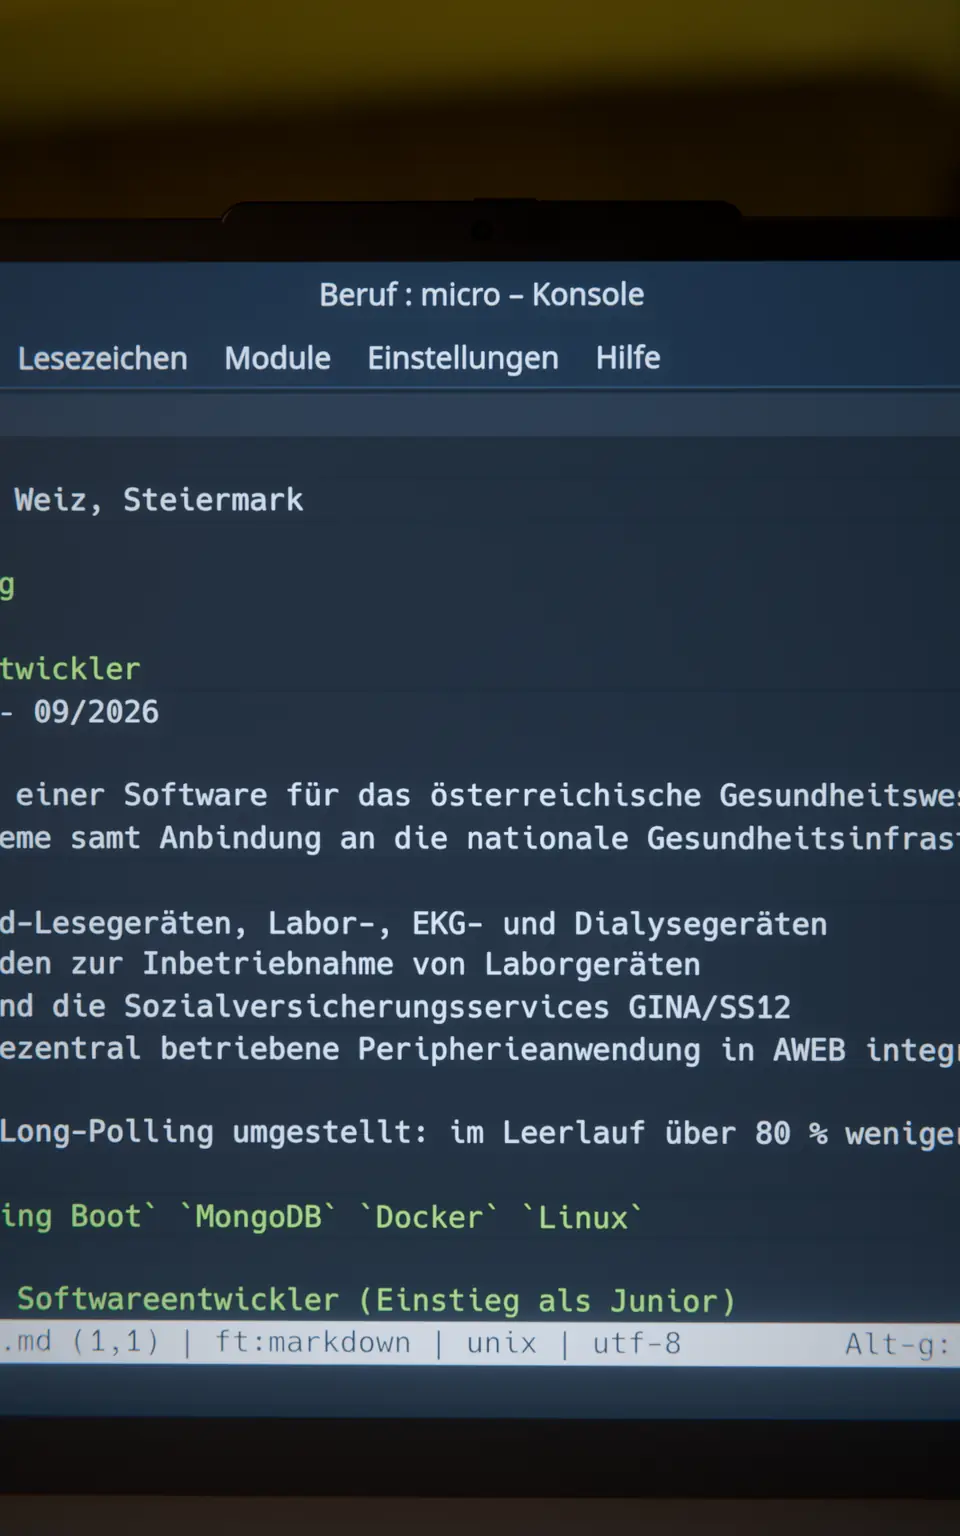 Beruf : micro – Konsole
Lesezeichen Module Einstellungen Hilfe
Weiz, Steiermark
g
twickler
- 09/2026
einer Software für das österreichische Gesundheitswes
eme samt Anbindung an die nationale Gesundheitsinfrast
d-Lesegeräten, Labor-, EKG- und Dialysegeräten
den zur Inbetriebnahme von Laborgeräten
nd die Sozialversicherungsservices GINA/SS12
ezentral betriebene Peripherieanwendung in AWEB integr
Long-Polling umgestellt: im Leerlauf über 80 % weniger
ing Boot` `MongoDB` `Docker` `Linux`
Softwareentwickler (Einstieg als Junior)
.md (1,1) | ft:markdown | unix | utf-8 Alt-g: